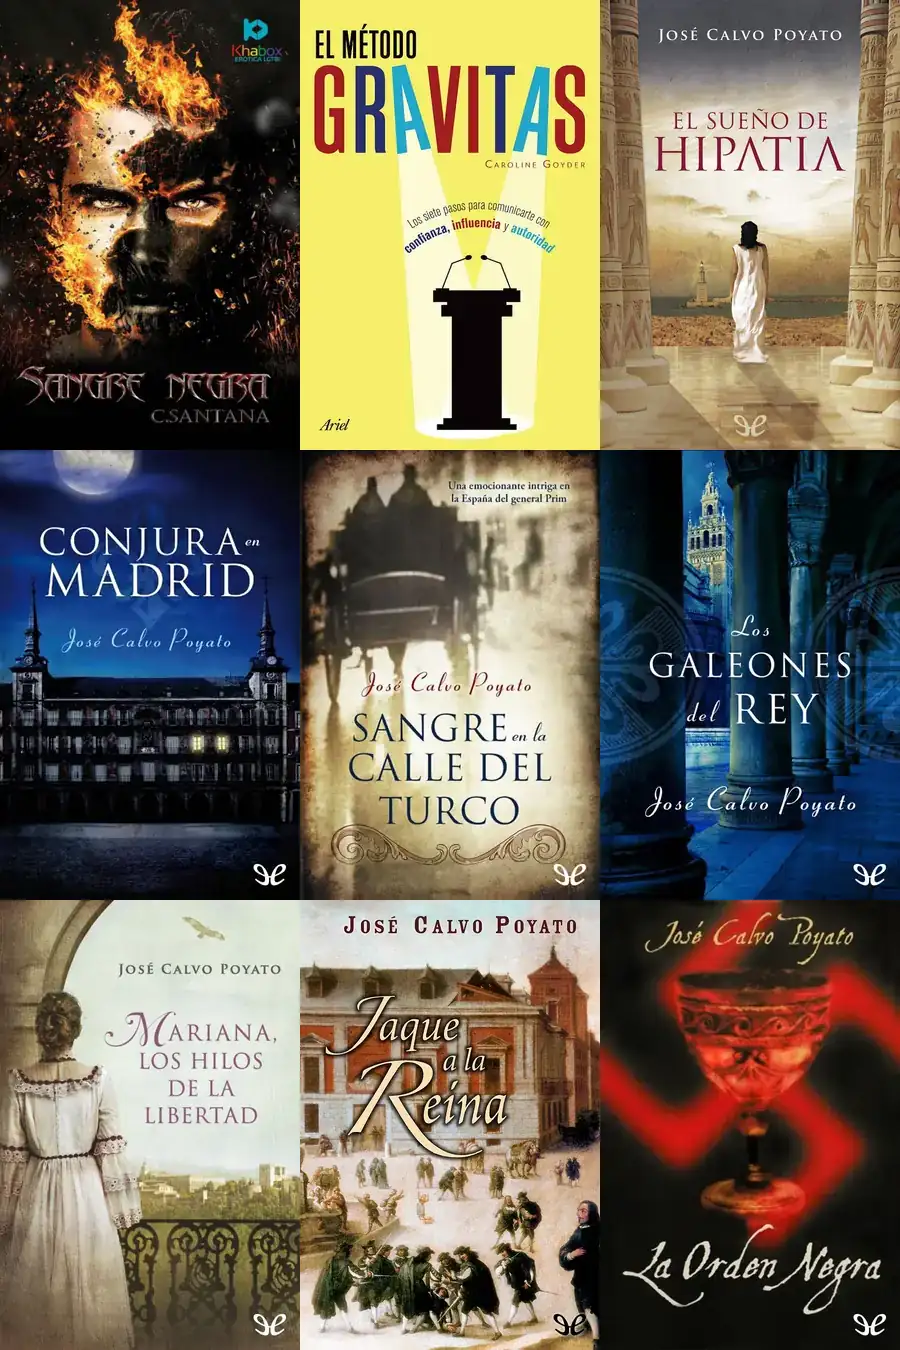 Khabox
EROTICA LGTBI
SANGRE NEGRA
C.SANTANA
EL MÉTODO
GRAVITAS
CAROLINE GOYDER
Los siete pasos para comunicarte con
confianza, influencia y autoridad
Ariel
JOSÉ CALVO POYATO
EL SUEÑO DE
HIPATIA
CONJURA en
MADRID
José Calvo Poyato
Una emocionante intriga en
la España del general Prim
José Calvo Poyato
SANGRE en la
CALLE DEL
TURCO
Los
GALEONES
del REY
José Calvo Poyato
JOSÉ CALVO POYATO
MARIANA,
LOS HILOS
DE LA
LIBERTAD
JOSÉ CALVO POYATO
Jaque
a la
Reina
José Calvo Poyato
La Orden Negra